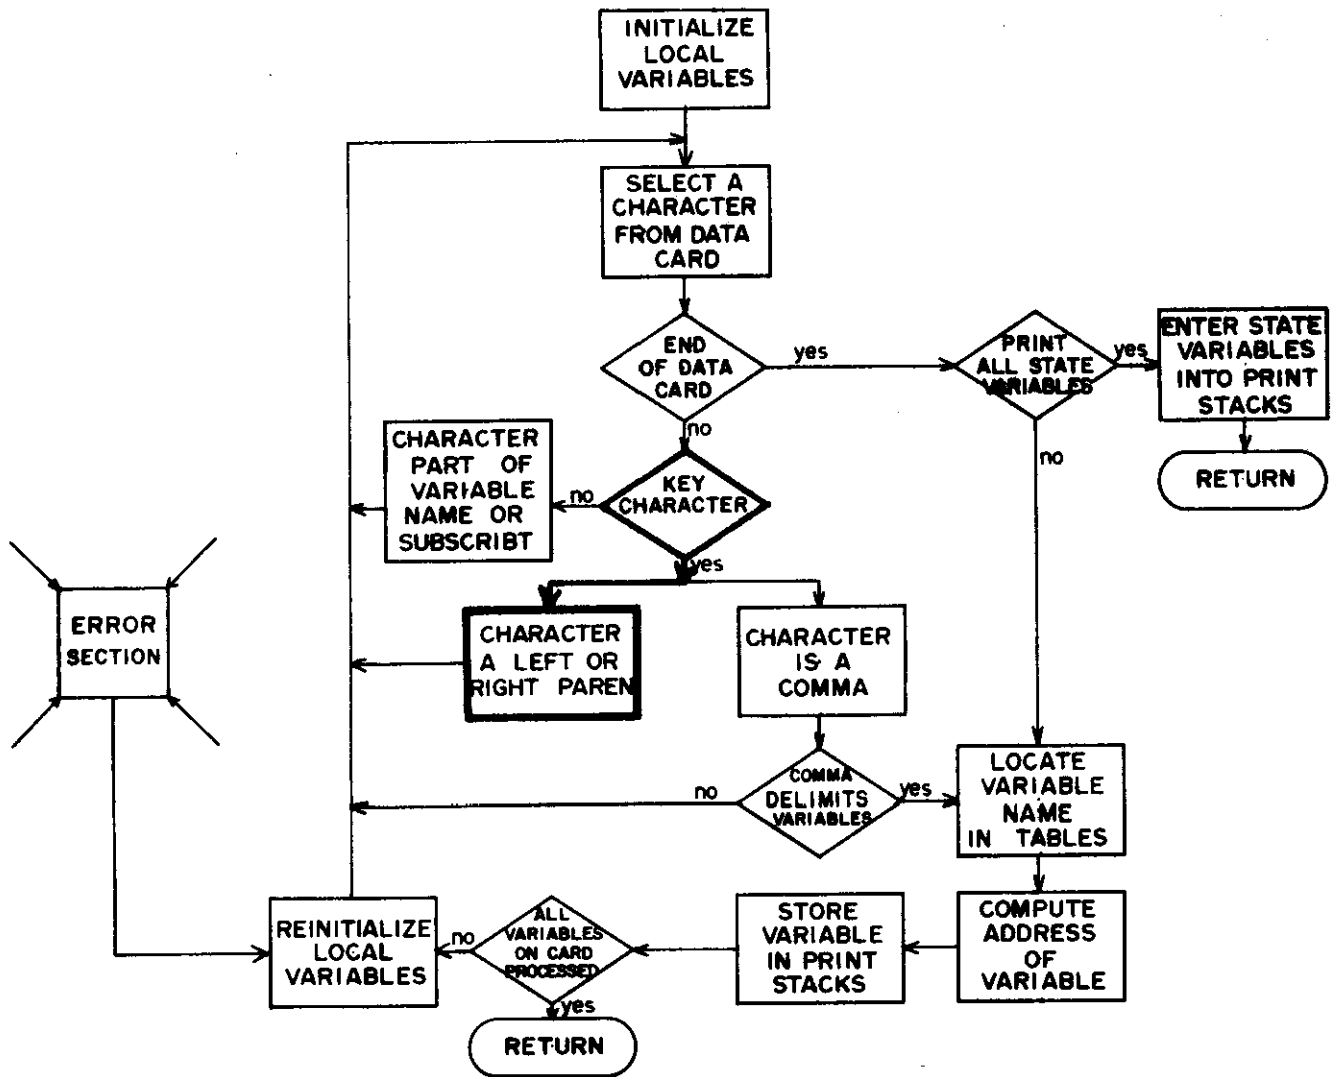 INITIALIZE
LOCAL
VARIABLES
SELECT A
CHARACTER
FROM DATA
CARD
END
OF DATA
CARD
yes
PRINT
ALL STATE
VARIABLES
yes
ENTER STATE
VARIABLES
INTO PRINT
STACKS
RETURN
no
no
CHARACTER
PART OF
VARIABLE
NAME OR
SUBSCRIBT
no
KEY
CHARACTER
yes
ERROR
SECTION
CHARACTER
A LEFT OR
RIGHT PAREN
CHARACTER
IS A
COMMA
no
COMMA
DELIMITS
VARIABLES
yes
LOCATE
VARIABLE
NAME
IN TABLES
REINITIALIZE
LOCAL
VARIABLES
no
ALL
VARIABLES
ON CARD
PROCESSED
yes
STORE
VARIABLE
IN PRINT
STACKS
COMPUTE
ADDRESS
OF
VARIABLE
RETURN